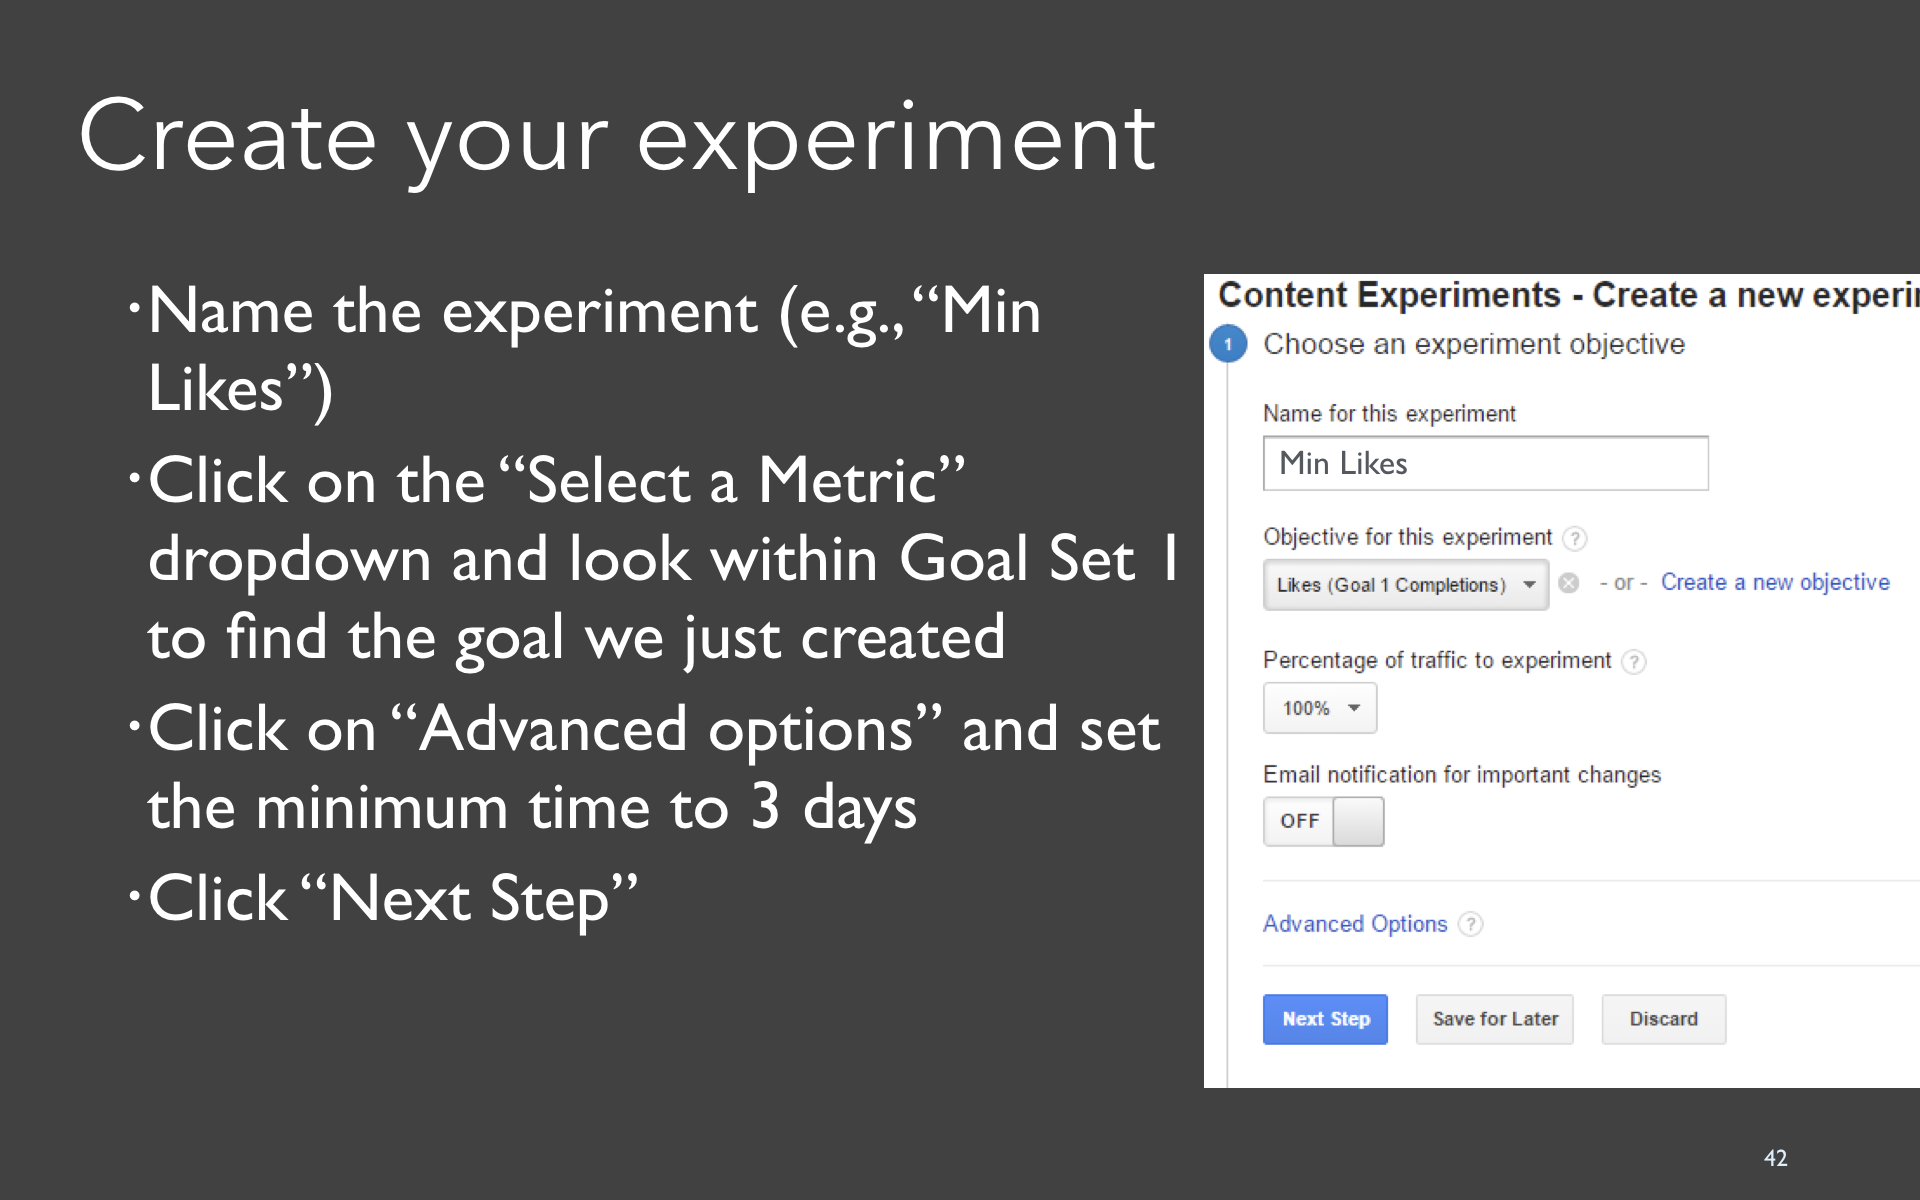 Create your experiment
·Name the experiment (e.g., “Min
Likes”)
·Click on the “Select a Metric”
dropdown and look within Goal Set 1
to find the goal we just created
·Click on “Advanced options” and set
the minimum time to 3 days
·Click “Next Step”
Content Experiments - Create a new experi
1 Choose an experiment objective
Name for this experiment
Min Likes
Objective for this experiment ?
Likes (Goal 1 Completions) - or - Create a new objective
Percentage of traffic to experiment ?
100%
Email notification for important changes
OFF
Advanced Options ?
Next Step Save for Later Discard
42